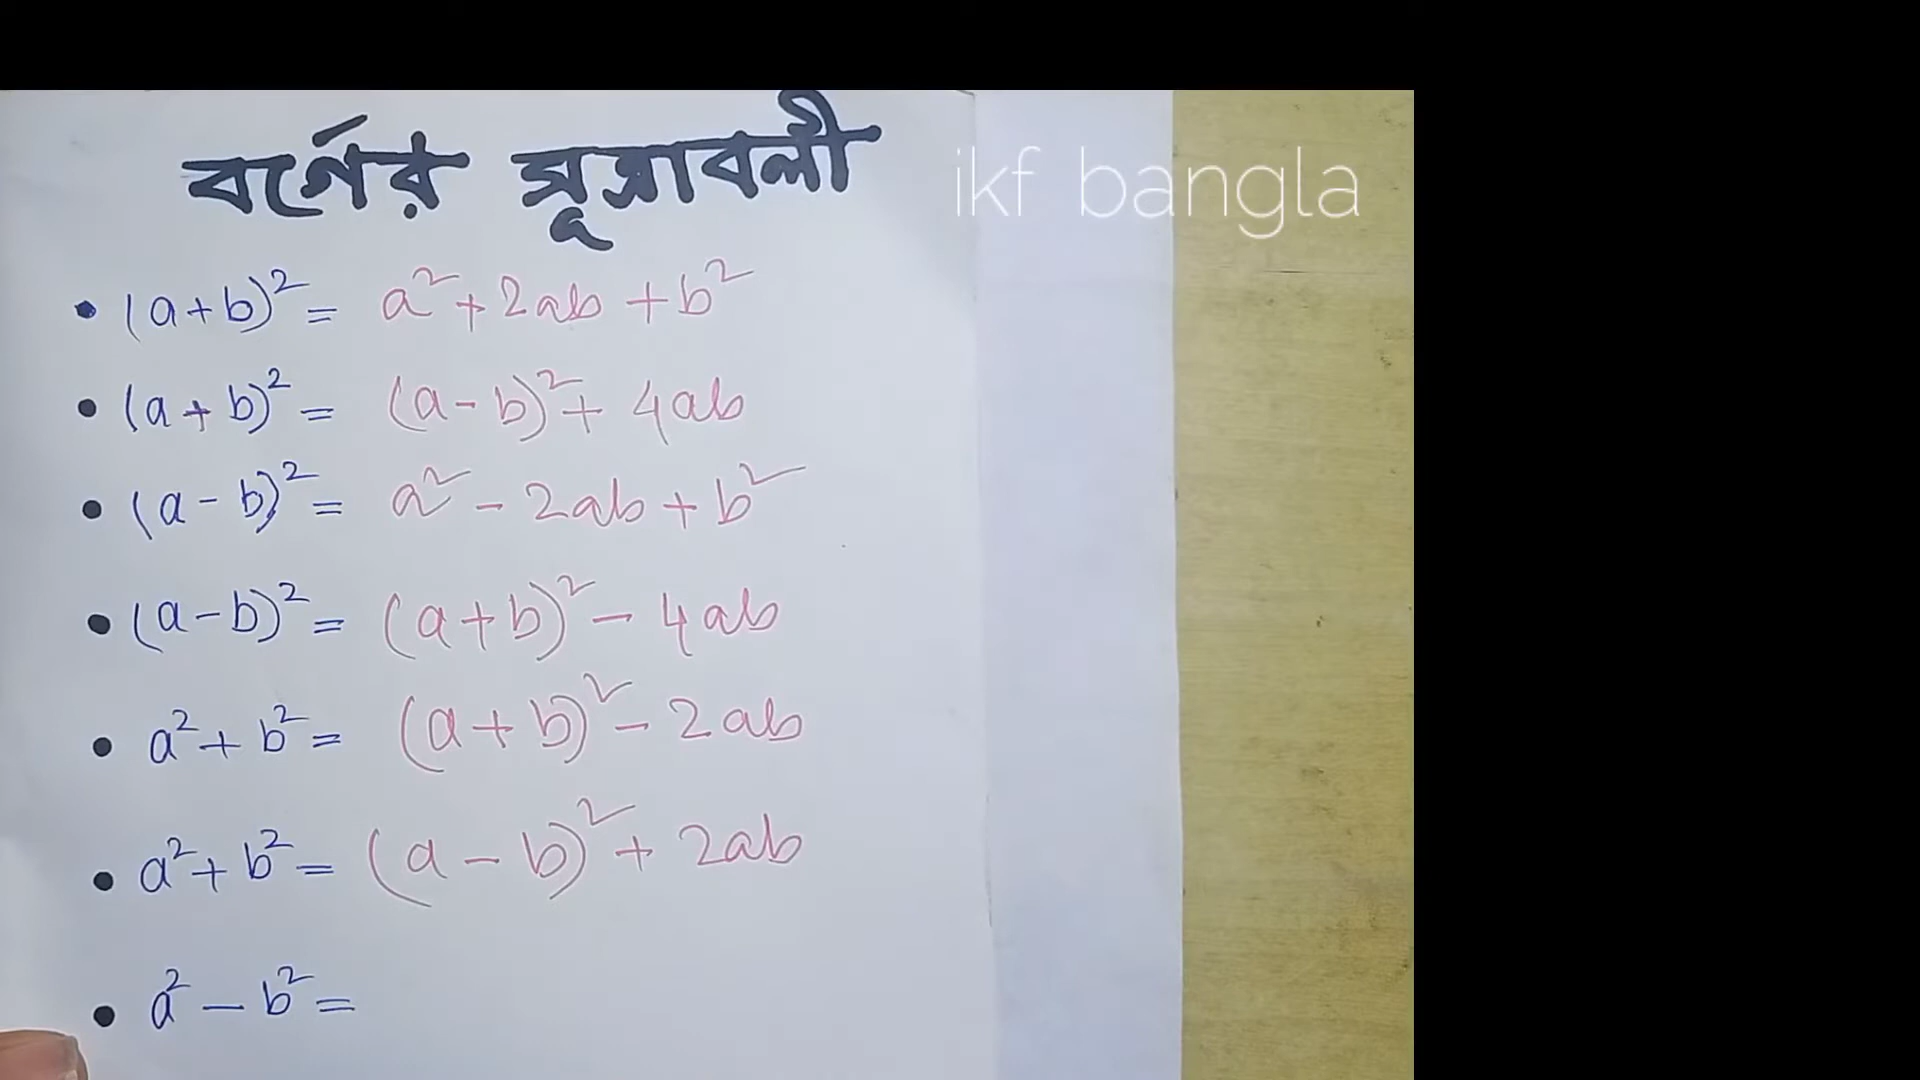 বর্গের সূত্রাবলী
ikf bangla
• (a+b)² = a² + 2ab + b²
• (a+b)² = (a-b)² + 4ab
• (a-b)² = a² - 2ab + b²
• (a-b)² = (a+b)² - 4ab
• a² + b² = (a+b)² - 2ab
• a² + b² = (a-b)² + 2ab
• a² - b² =